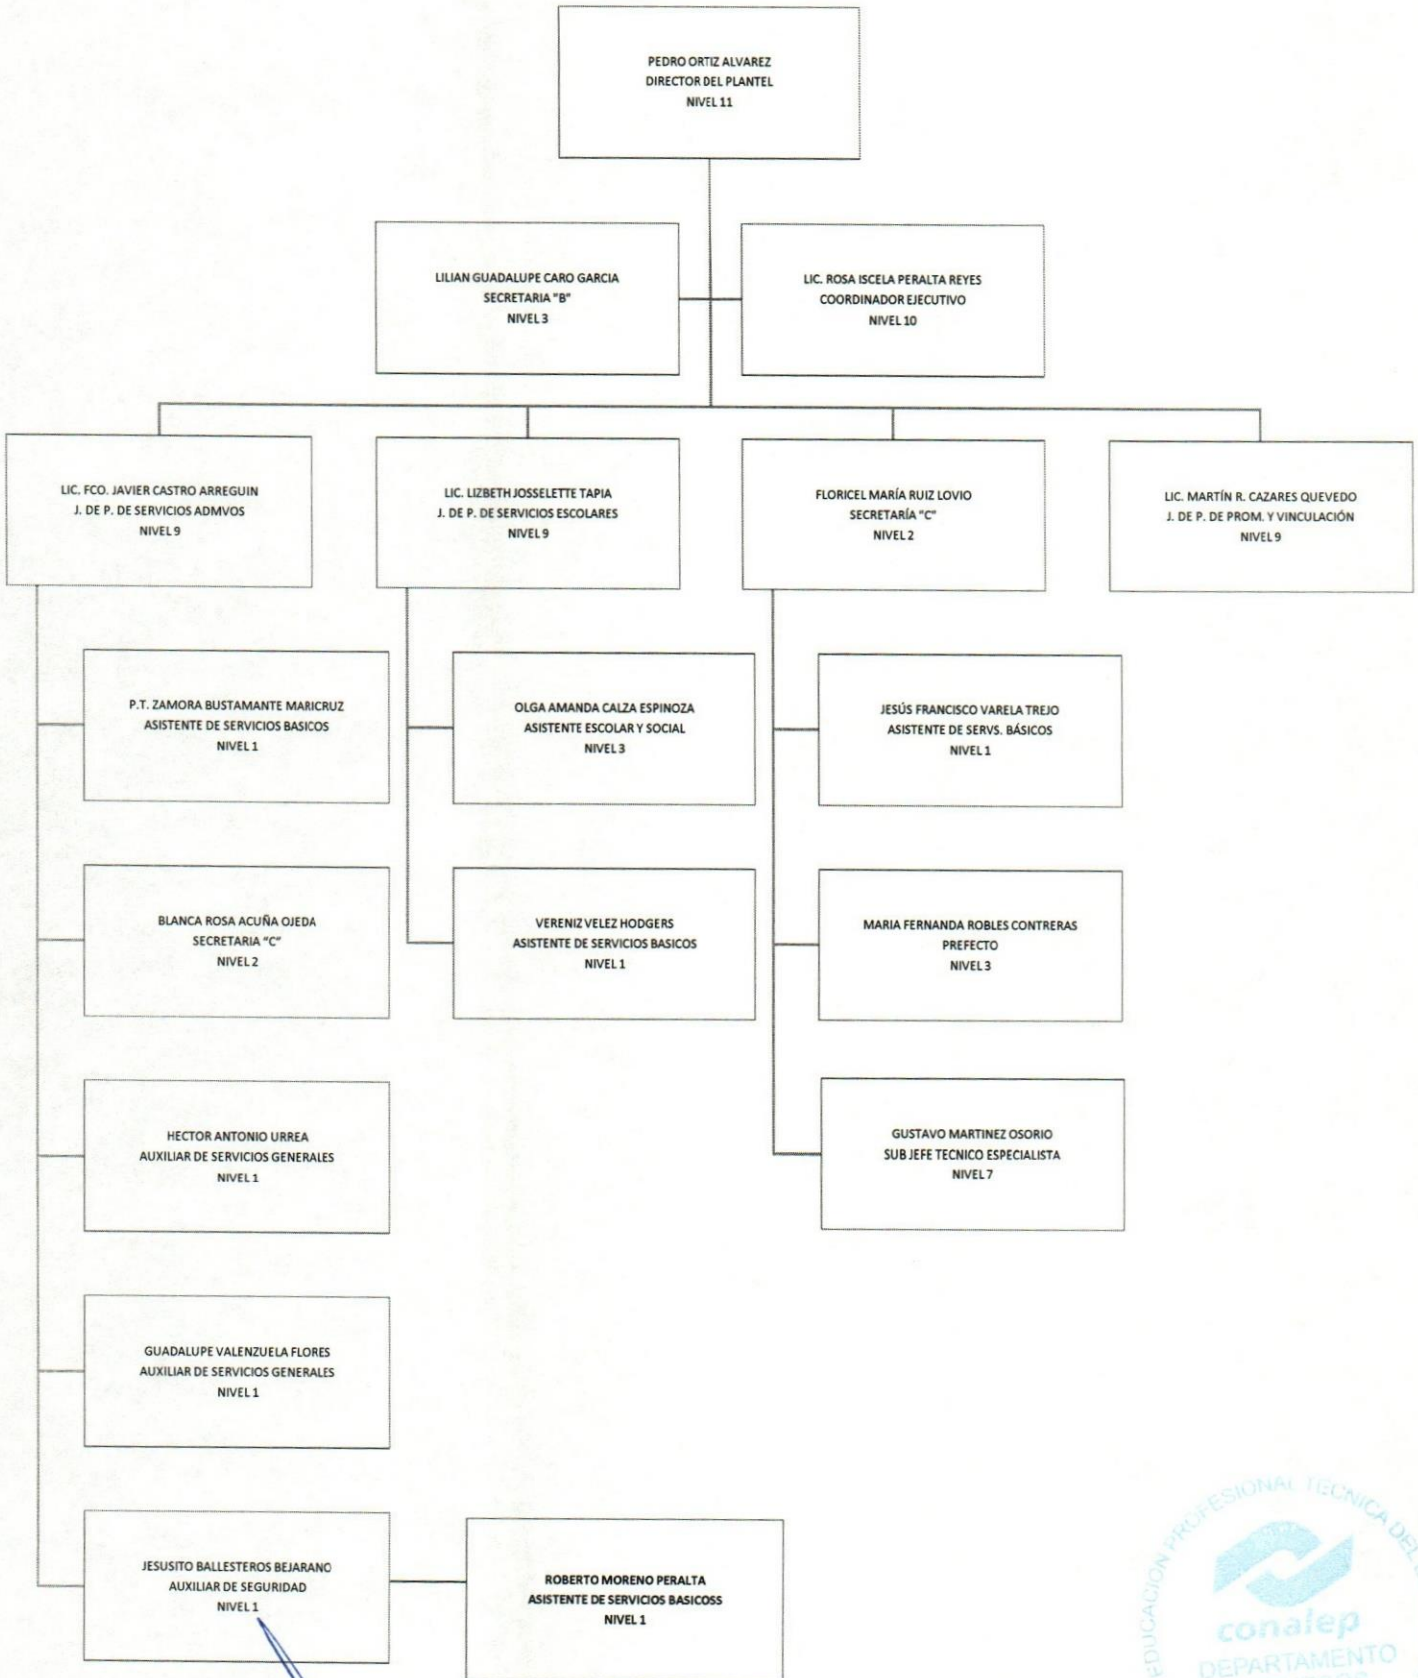 PEDRO ORTIZ ALVAREZ
DIRECTOR DEL PLANTEL
NIVEL 11
LILIAN GUADALUPE CARO GARCIA
SECRETARIA "B"
NIVEL 3
LIC. ROSA ISCELA PERALTA REYES
COORDINADOR EJECUTIVO
NIVEL 10
LIC. FCO. JAVIER CASTRO ARREGUIN
J. DE P. DE SERVICIOS ADMVOS
NIVEL 9
LIC. LIZBETH JOSSELETTE TAPIA
J. DE P. DE SERVICIOS ESCOLARES
NIVEL 9
FLORICEL MARÍA RUIZ LOVIO
SECRETARÍA "C"
NIVEL 2
LIC. MARTÍN R. CAZARES QUEVEDO
J. DE P. DE PROM. Y VINCULACIÓN
NIVEL 9
P.T. ZAMORA BUSTAMANTE MARICRUZ
ASISTENTE DE SERVICIOS BASICOS
NIVEL 1
OLGA AMANDA CALZA ESPINOZA
ASISTENTE ESCOLAR Y SOCIAL
NIVEL 3
JESÚS FRANCISCO VARELA TREJO
ASISTENTE DE SERVS. BÁSICOS
NIVEL 1
BLANCA ROSA ACUÑA OJEDA
SECRETARIA "C"
NIVEL 2
VERENIZ VELEZ HODGERS
ASISTENTE DE SERVICIOS BASICOS
NIVEL 1
MARIA FERNANDA ROBLES CONTRERAS
PREFECTO
NIVEL 3
HECTOR ANTONIO URREA
AUXILIAR DE SERVICIOS GENERALES
NIVEL 1
GUSTAVO MARTINEZ OSORIO
SUB JEFE TECNICO ESPECIALISTA
NIVEL 7
GUADALUPE VALENZUELA FLORES
AUXILIAR DE SERVICIOS GENERALES
NIVEL 1
JESUSITO BALLESTEROS BEJARANO
AUXILIAR DE SEGURIDAD
NIVEL 1
ROBERTO MORENO PERALTA
ASISTENTE DE SERVICIOS BASICOSS
NIVEL 1
EDUCACION PROFESIONAL TECNICA DEL
conalep
DEPARTAMENTO